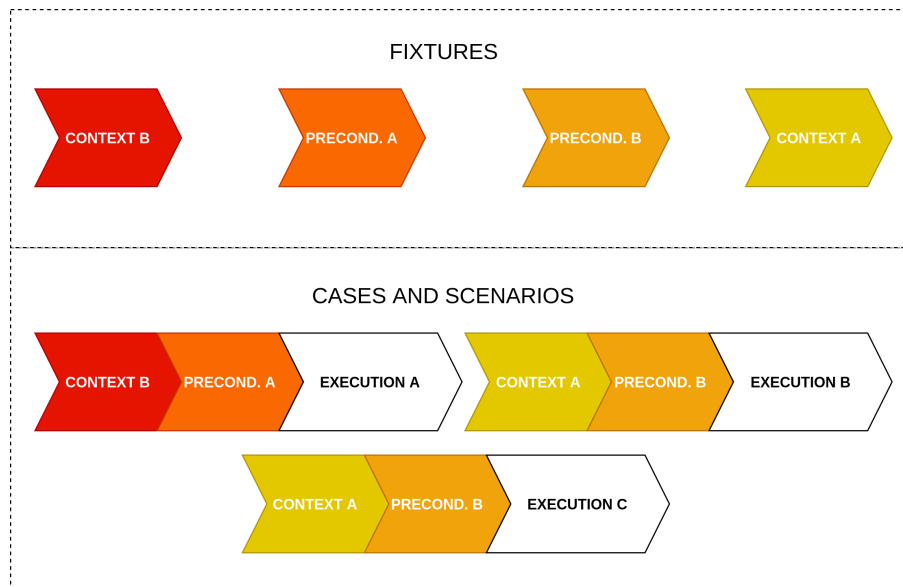 FIXTURES
CONTEXT B
PRECOND. A
PRECOND. B
CONTEXT A
CASES AND SCENARIOS
CONTEXT B
PRECOND. A
EXECUTION A
CONTEXT A
PRECOND. B
EXECUTION B
CONTEXT A
PRECOND. B
EXECUTION C